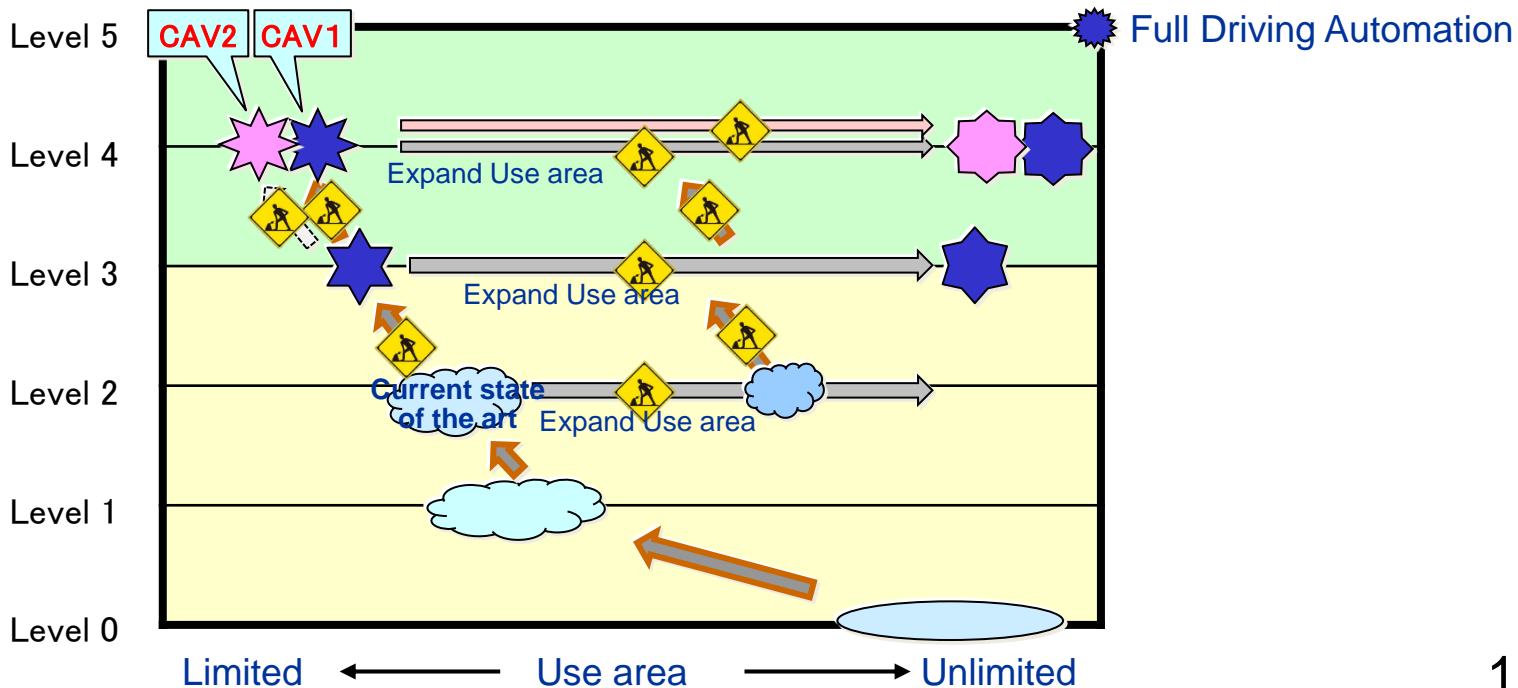 Level 5
CAV2
CAV1
Full Driving Automation
Level 4
Expand Use area
Level 3
Expand Use area
Level 2
Current state
of the art
Expand Use area
Level 1
Level 0
Limited
Use area
Unlimited
1